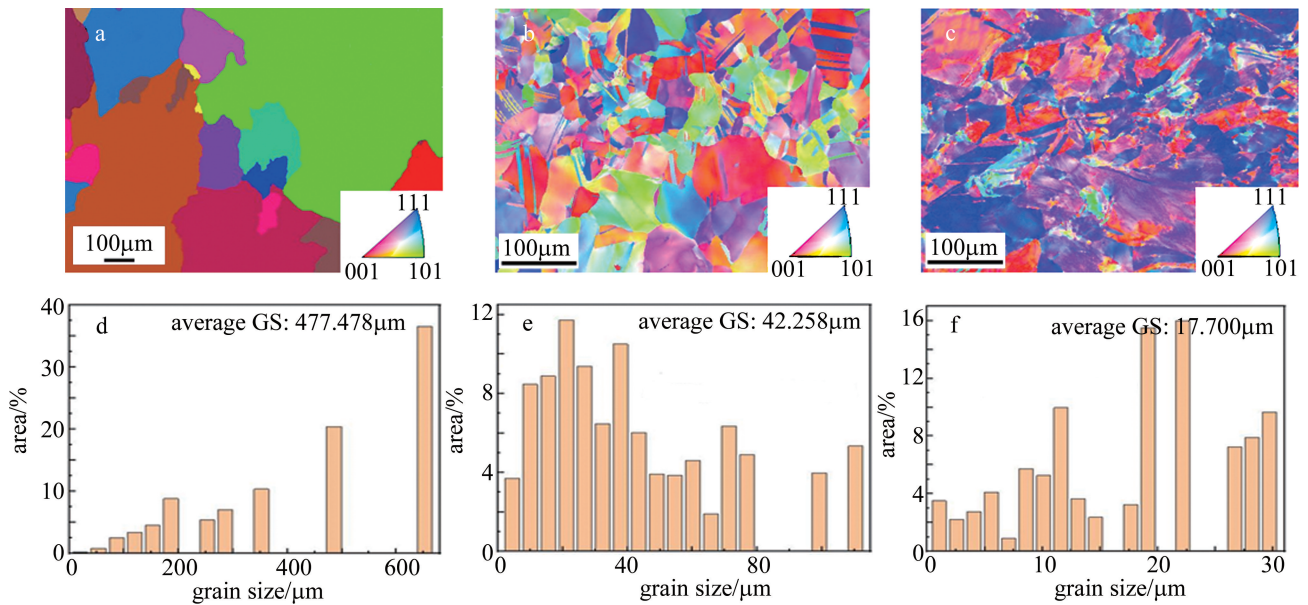 a
100μm
111
001 101
b
100μm
111
001 101
c
100μm
111
001 101
d
average GS: 477.478μm
area/%
40
30
20
10
0
0 200 400 600
grain size/μm
e
average GS: 42.258μm
area/%
12
8
4
0
0 40 80
grain size/μm
f
average GS: 17.700μm
area/%
16
12
8
4
0
0 10 20 30
grain size/μm